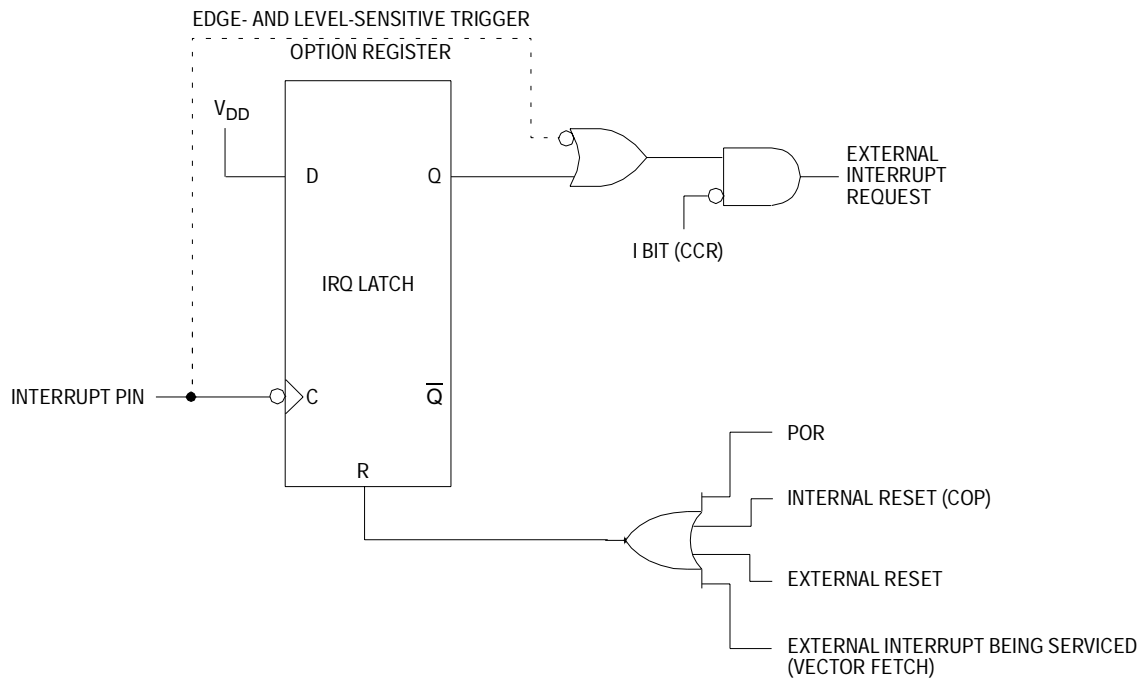 EDGE- AND LEVEL-SENSITIVE TRIGGER
OPTION REGISTER
VDD
D
Q
EXTERNAL
INTERRUPT
REQUEST
I BIT (CCR)
IRQ LATCH
INTERRUPT PIN
C
Q̅
R
POR
INTERNAL RESET (COP)
EXTERNAL RESET
EXTERNAL INTERRUPT BEING SERVICED
(VECTOR FETCH)